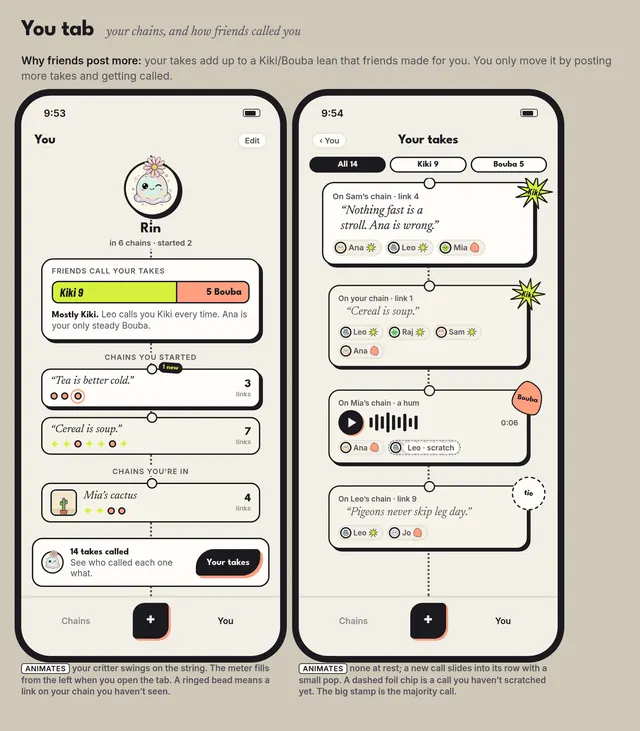 You tab your chains, and how friends called you
Why friends post more: your takes add up to a Kiki/Bouba lean that friends made for you. You only move it by posting
more takes and getting called.
9:53
You
Edit
Rin
in 6 chains · started 2
FRIENDS CALL YOUR TAKES
Kiki 9
5 Bouba
Mostly Kiki. Leo calls you Kiki every time. Ana is
your only steady Bouba.
CHAINS YOU STARTED
1 new
“Tea is better cold.”
3
links
“Cereal is soup.”
7
links
CHAINS YOU'RE IN
Mia's cactus
4
links
14 takes called
See who called each one
what.
Your takes
Chains
+
You
ANIMATES your critter swings on the string. The meter fills
from the left when you open the tab. A ringed bead means a
link on your chain you haven't seen.
9:54
‹ You
Your takes
All 14
Kiki 9
Bouba 5
On Sam's chain · link 4
Kiki
“Nothing fast is a
stroll. Ana is wrong.”
Ana
Leo
Mia
On your chain · link 1
Kiki
“Cereal is soup.”
Leo
Raj
Sam
Ana
On Mia's chain · a hum
Bouba
0:06
Ana
Leo · scratch
On Leo's chain · link 9
tie
“Pigeons never skip leg day.”
Leo
Jo
Chains
+
You
ANIMATES none at rest; a new call slides into its row with a
small pop. A dashed foil chip is a call you haven't scratched
yet. The big stamp is the majority call.